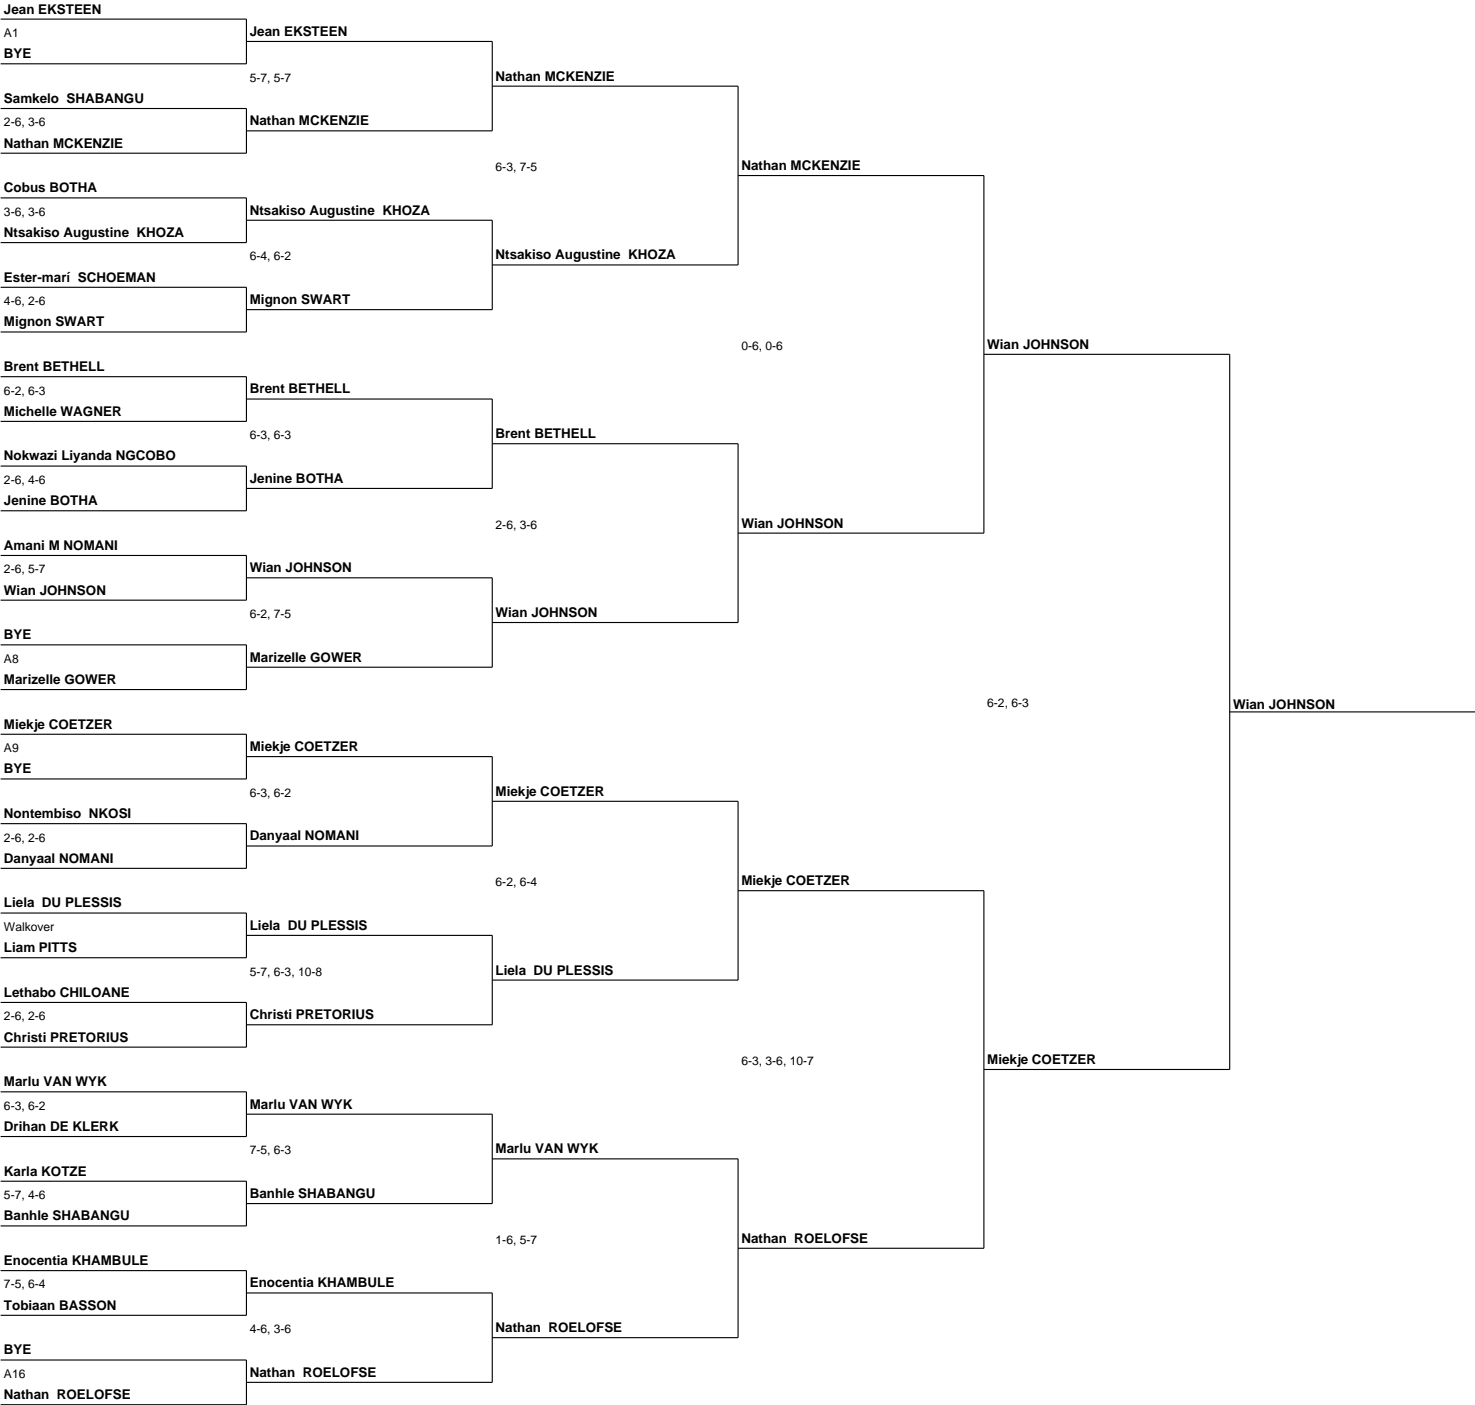 Jean EKSTEEN
A1
BYE
Samkelo  SHABANGU
2-6, 3-6
Nathan MCKENZIE
Cobus BOTHA
3-6, 3-6
Ntsakiso Augustine  KHOZA
Ester-marí  SCHOEMAN
4-6, 2-6
Mignon SWART
Brent BETHELL
6-2, 6-3
Michelle WAGNER
Nokwazi Liyanda NGCOBO
2-6, 4-6
Jenine BOTHA
Amani M NOMANI
2-6, 5-7
Wian JOHNSON
BYE
A8
Marizelle GOWER
Miekje COETZER
A9
BYE
Nontembiso  NKOSI
2-6, 2-6
Danyaal NOMANI
Liela  DU PLESSIS
Walkover
Liam PITTS
Lethabo CHILOANE
2-6, 2-6
Christi PRETORIUS
Marlu VAN WYK
6-3, 6-2
Drihan DE KLERK
Karla KOTZE
5-7, 4-6
Banhle SHABANGU
Enocentia KHAMBULE
7-5, 6-4
Tobiaan BASSON
BYE
A16
Nathan  ROELOFSE
Jean EKSTEEN
5-7, 5-7
Nathan MCKENZIE
Ntsakiso Augustine  KHOZA
6-4, 6-2
Mignon SWART
Brent BETHELL
6-3, 6-3
Jenine BOTHA
Wian JOHNSON
6-2, 7-5
Marizelle GOWER
Miekje COETZER
6-3, 6-2
Danyaal NOMANI
Liela  DU PLESSIS
5-7, 6-3, 10-8
Christi PRETORIUS
Marlu VAN WYK
7-5, 6-3
Banhle SHABANGU
Enocentia KHAMBULE
4-6, 3-6
Nathan  ROELOFSE
Nathan MCKENZIE
6-3, 7-5
Ntsakiso Augustine  KHOZA
Brent BETHELL
2-6, 3-6
Wian JOHNSON
Miekje COETZER
6-2, 6-4
Liela  DU PLESSIS
Marlu VAN WYK
1-6, 5-7
Nathan  ROELOFSE
Nathan MCKENZIE
0-6, 0-6
Wian JOHNSON
Miekje COETZER
6-3, 3-6, 10-7
Nathan  ROELOFSE
Wian JOHNSON
6-2, 6-3
Miekje COETZER
Wian JOHNSON